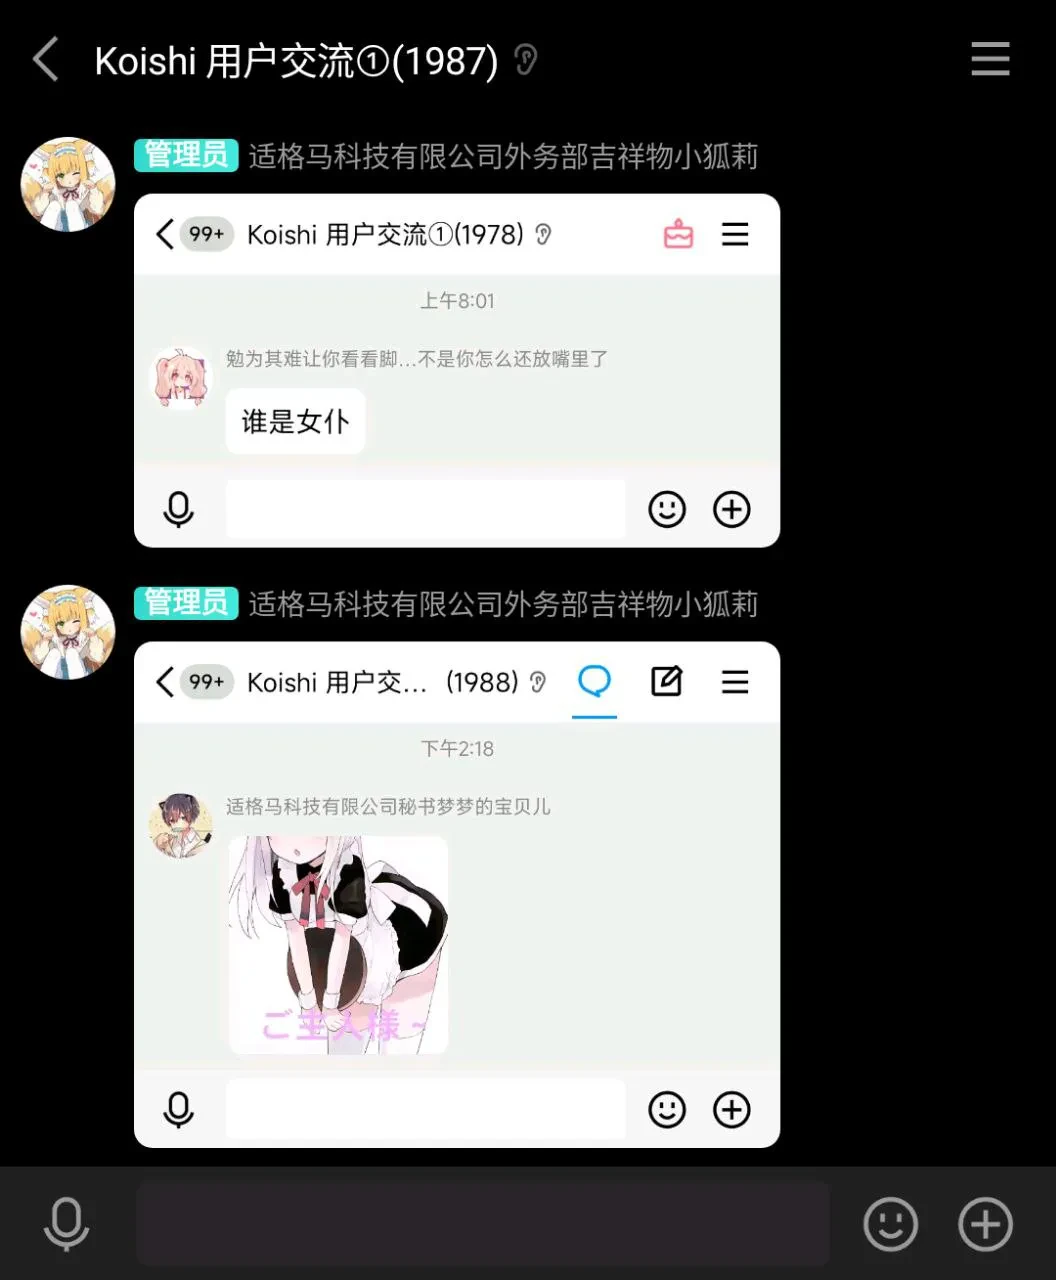 Koishi 用户交流①(1987)
管理员 适格马科技有限公司外务部吉祥物小狐莉
99+ Koishi 用户交流①(1978)
上午8:01
勉为其难让你看看脚...不是你怎么还放嘴里了
谁是女仆
管理员 适格马科技有限公司外务部吉祥物小狐莉
99+ Koishi 用户交... (1988)
下午2:18
适格马科技有限公司秘书梦梦的宝贝儿
ご主人様~